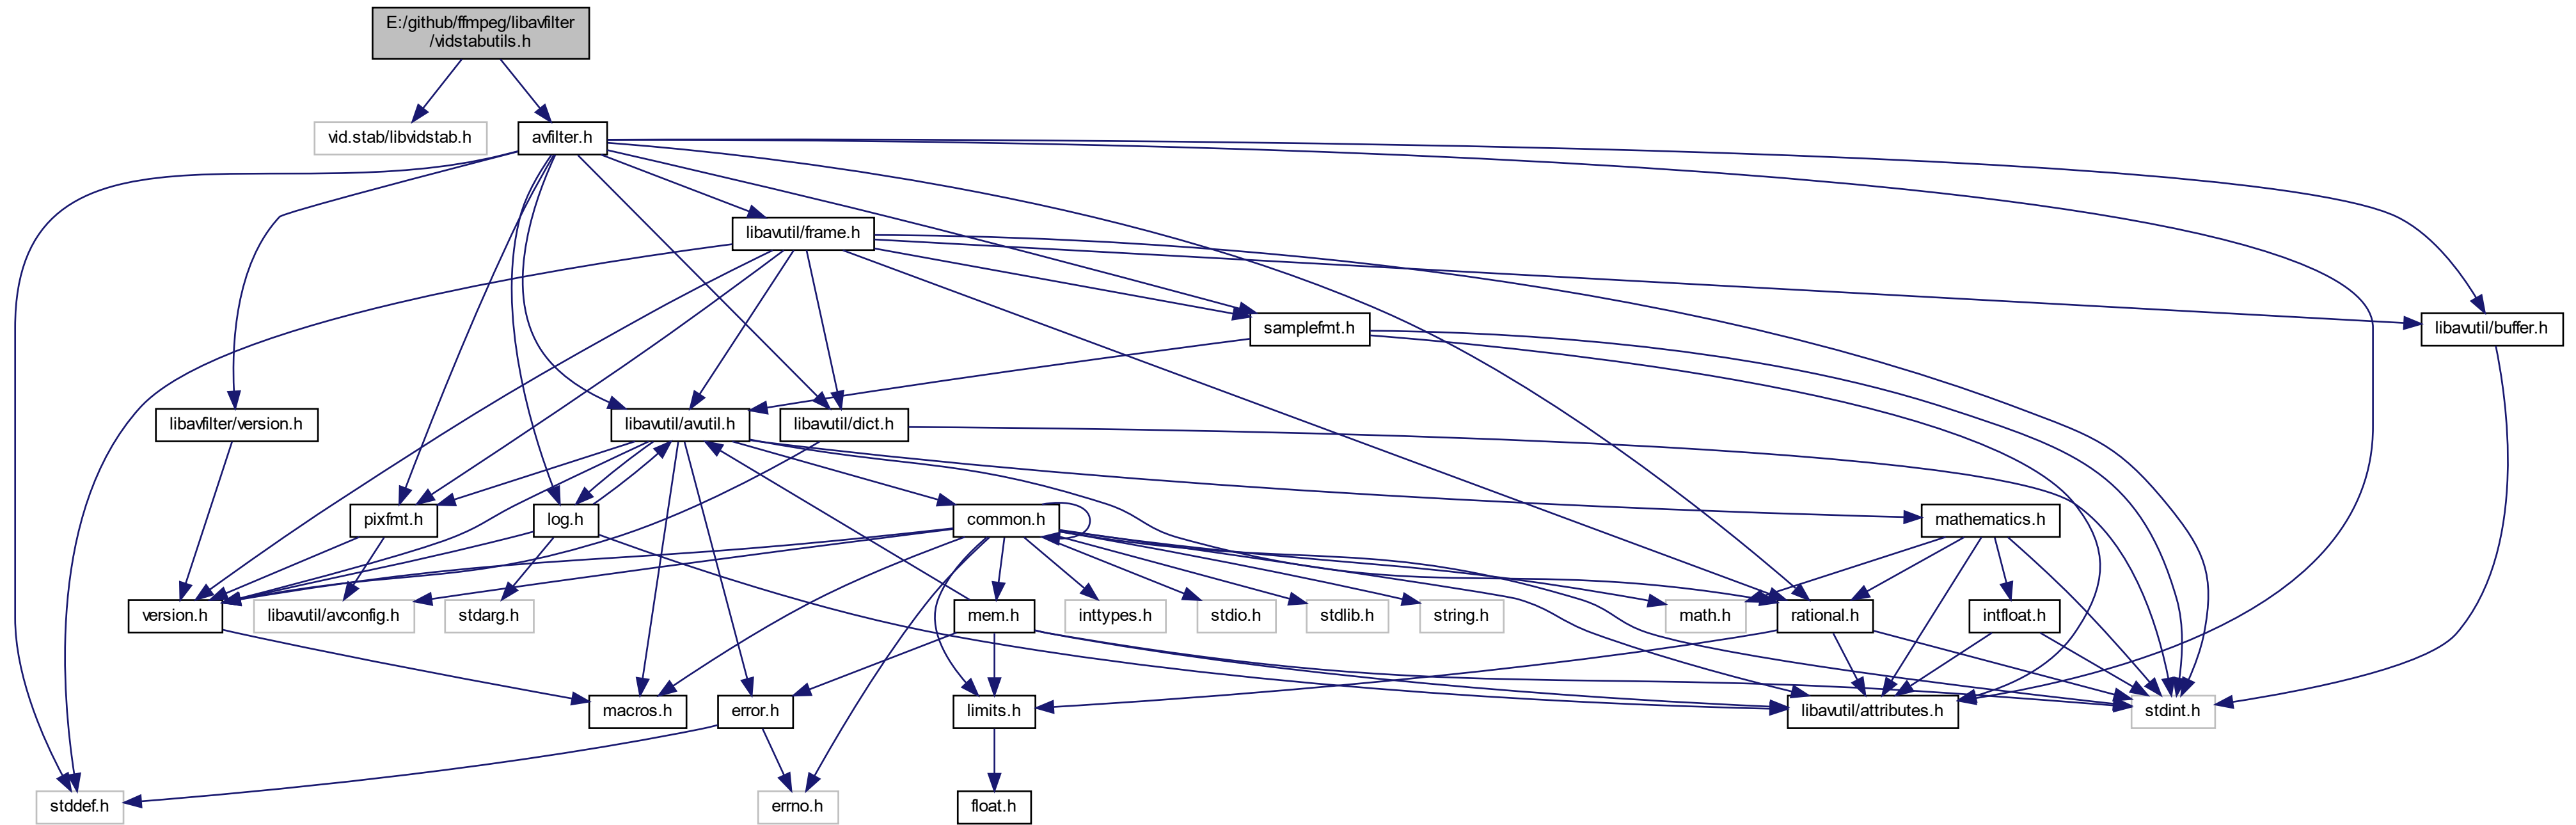 E:/github/ffmpeg/libavfilter
/vidstabutils.h
vid.stab/libvidstab.h
avfilter.h
libavutil/frame.h
samplefmt.h
libavutil/buffer.h
libavfilter/version.h
libavutil/avutil.h
libavutil/dict.h
pixfmt.h
log.h
common.h
mathematics.h
version.h
libavutil/avconfig.h
stdarg.h
mem.h
inttypes.h
stdio.h
stdlib.h
string.h
math.h
rational.h
intfloat.h
macros.h
error.h
limits.h
libavutil/attributes.h
stdint.h
stddef.h
errno.h
float.h